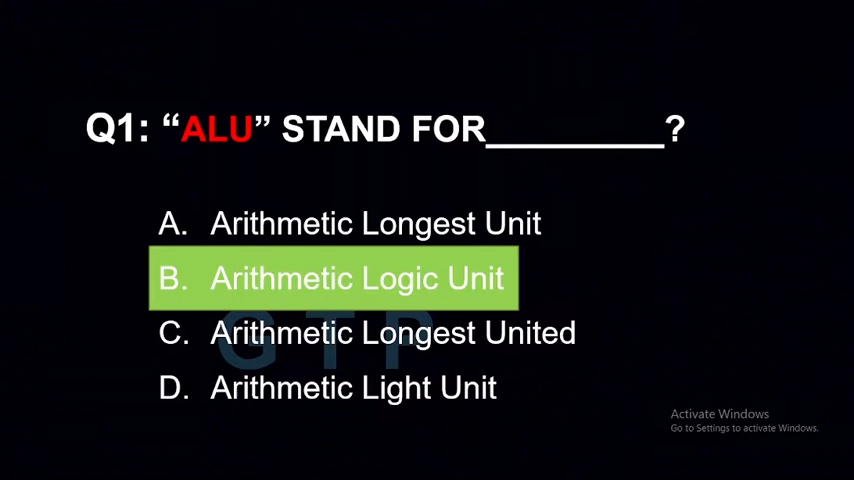 Q1: “ALU” STAND FOR_________?
A. Arithmetic Longest Unit
B. Arithmetic Logic Unit
C. Arithmetic Longest United
G T P
D. Arithmetic Light Unit
Activate Windows
Go to Settings to activate Windows.